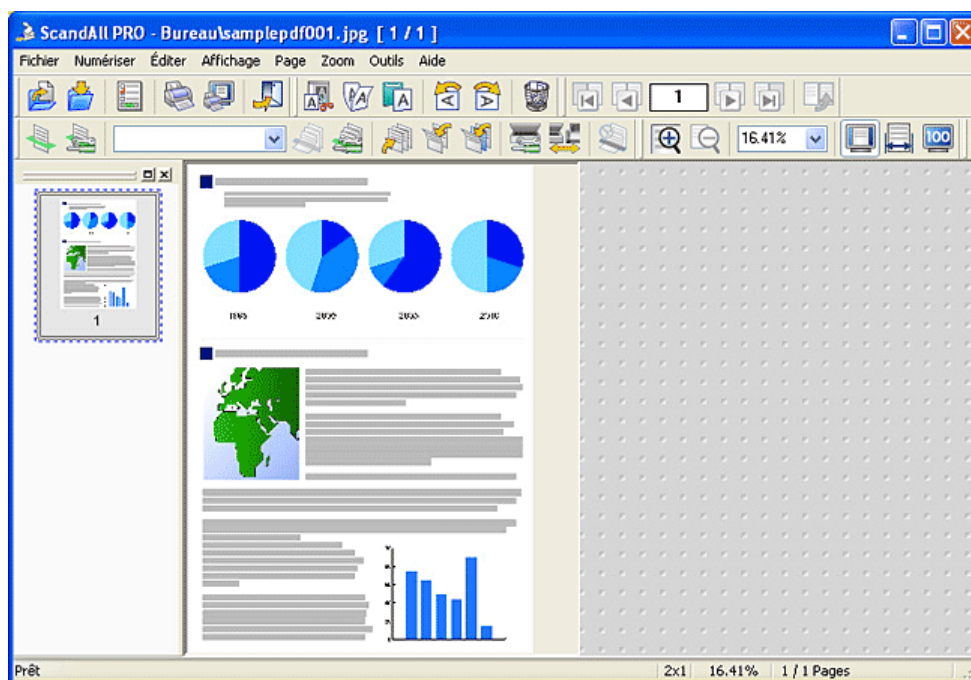 ScandAll PRO - Bureau\samplepdf001.jpg [ 1 / 1 ]
Fichier Numériser Éditer Affichage Page Zoom Outils Aide
1
16.41%
100
1
2010
Prêt 2x1 16.41% 1 / 1 Pages